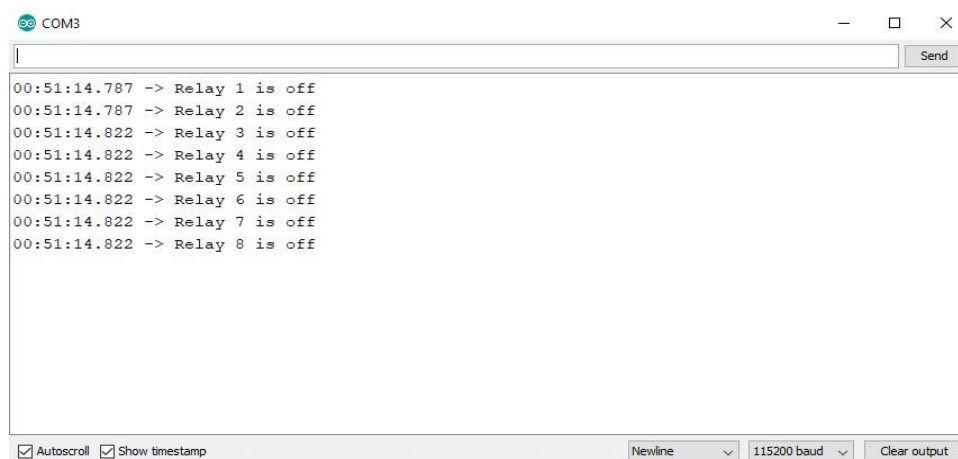 COM3
Send
00:51:14.787 -> Relay 1 is off
00:51:14.787 -> Relay 2 is off
00:51:14.822 -> Relay 3 is off
00:51:14.822 -> Relay 4 is off
00:51:14.822 -> Relay 5 is off
00:51:14.822 -> Relay 6 is off
00:51:14.822 -> Relay 7 is off
00:51:14.822 -> Relay 8 is off
Autoscroll Show timestamp Newline 115200 baud Clear output